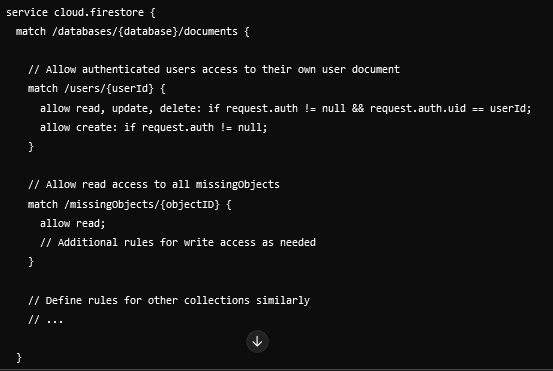 service cloud.firestore {
  match /databases/{database}/documents {

    // Allow authenticated users access to their own user document
    match /users/{userId} {
      allow read, update, delete: if request.auth != null && request.auth.uid == userId;
      allow create: if request.auth != null;
    }

    // Allow read access to all missingObjects
    match /missingObjects/{objectID} {
      allow read;
      // Additional rules for write access as needed
    }

    // Define rules for other collections similarly
    // ...

  }